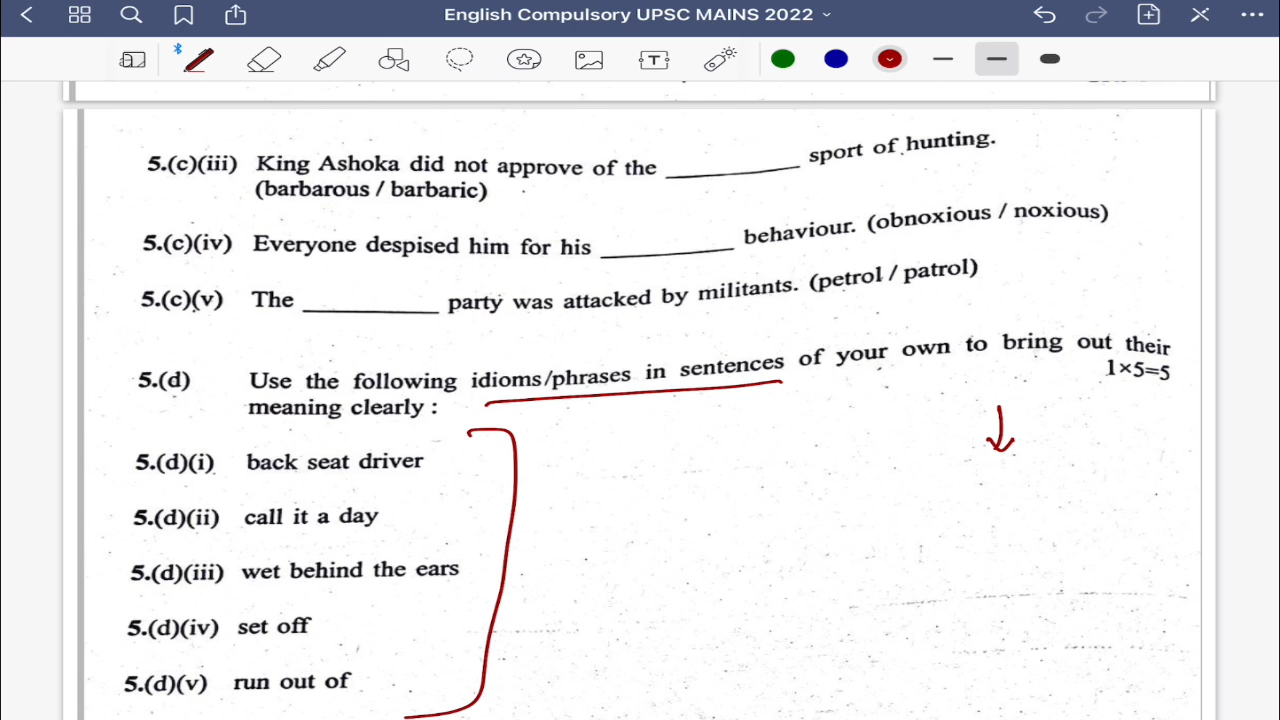 English Compulsory UPSC MAINS 2022
T
5.(c)(iii) King Ashoka did not approve of the __________ sport of hunting.
(barbarous / barbaric)
5.(c)(iv) Everyone despised him for his __________ behaviour. (obnoxious / noxious)
5.(c)(v) The __________ party was attacked by militants. (petrol / patrol)
5.(d) Use the following idioms/phrases in sentences of your own to bring out their
meaning clearly : 1×5=5
5.(d)(i) back seat driver
5.(d)(ii) call it a day
5.(d)(iii) wet behind the ears
5.(d)(iv) set off
5.(d)(v) run out of